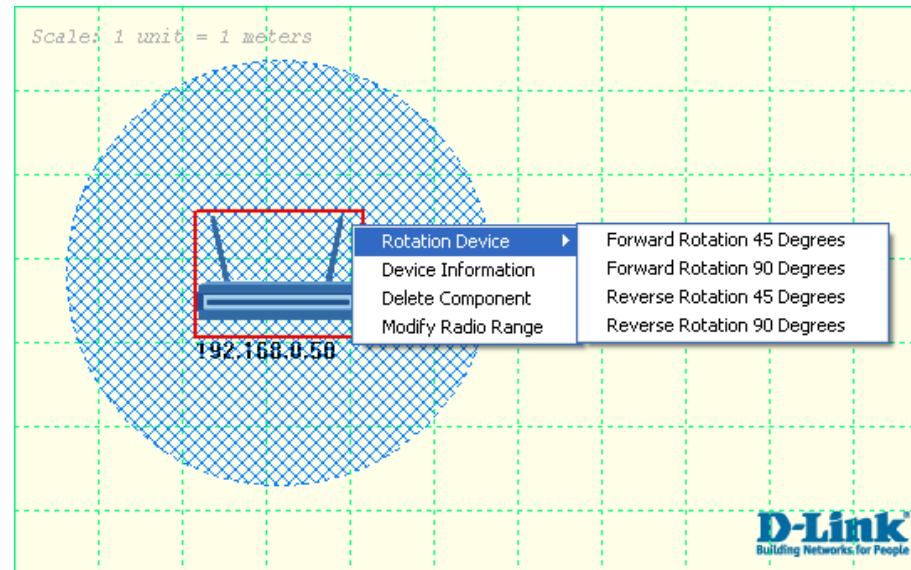 Scale: 1 unit = 1 meters
Rotation Device
Device Information
Delete Component
Modify Radio Range
Forward Rotation 45 Degrees
Forward Rotation 90 Degrees
Reverse Rotation 45 Degrees
Reverse Rotation 90 Degrees
192.168.0.50
D-Link
Building Networks for People